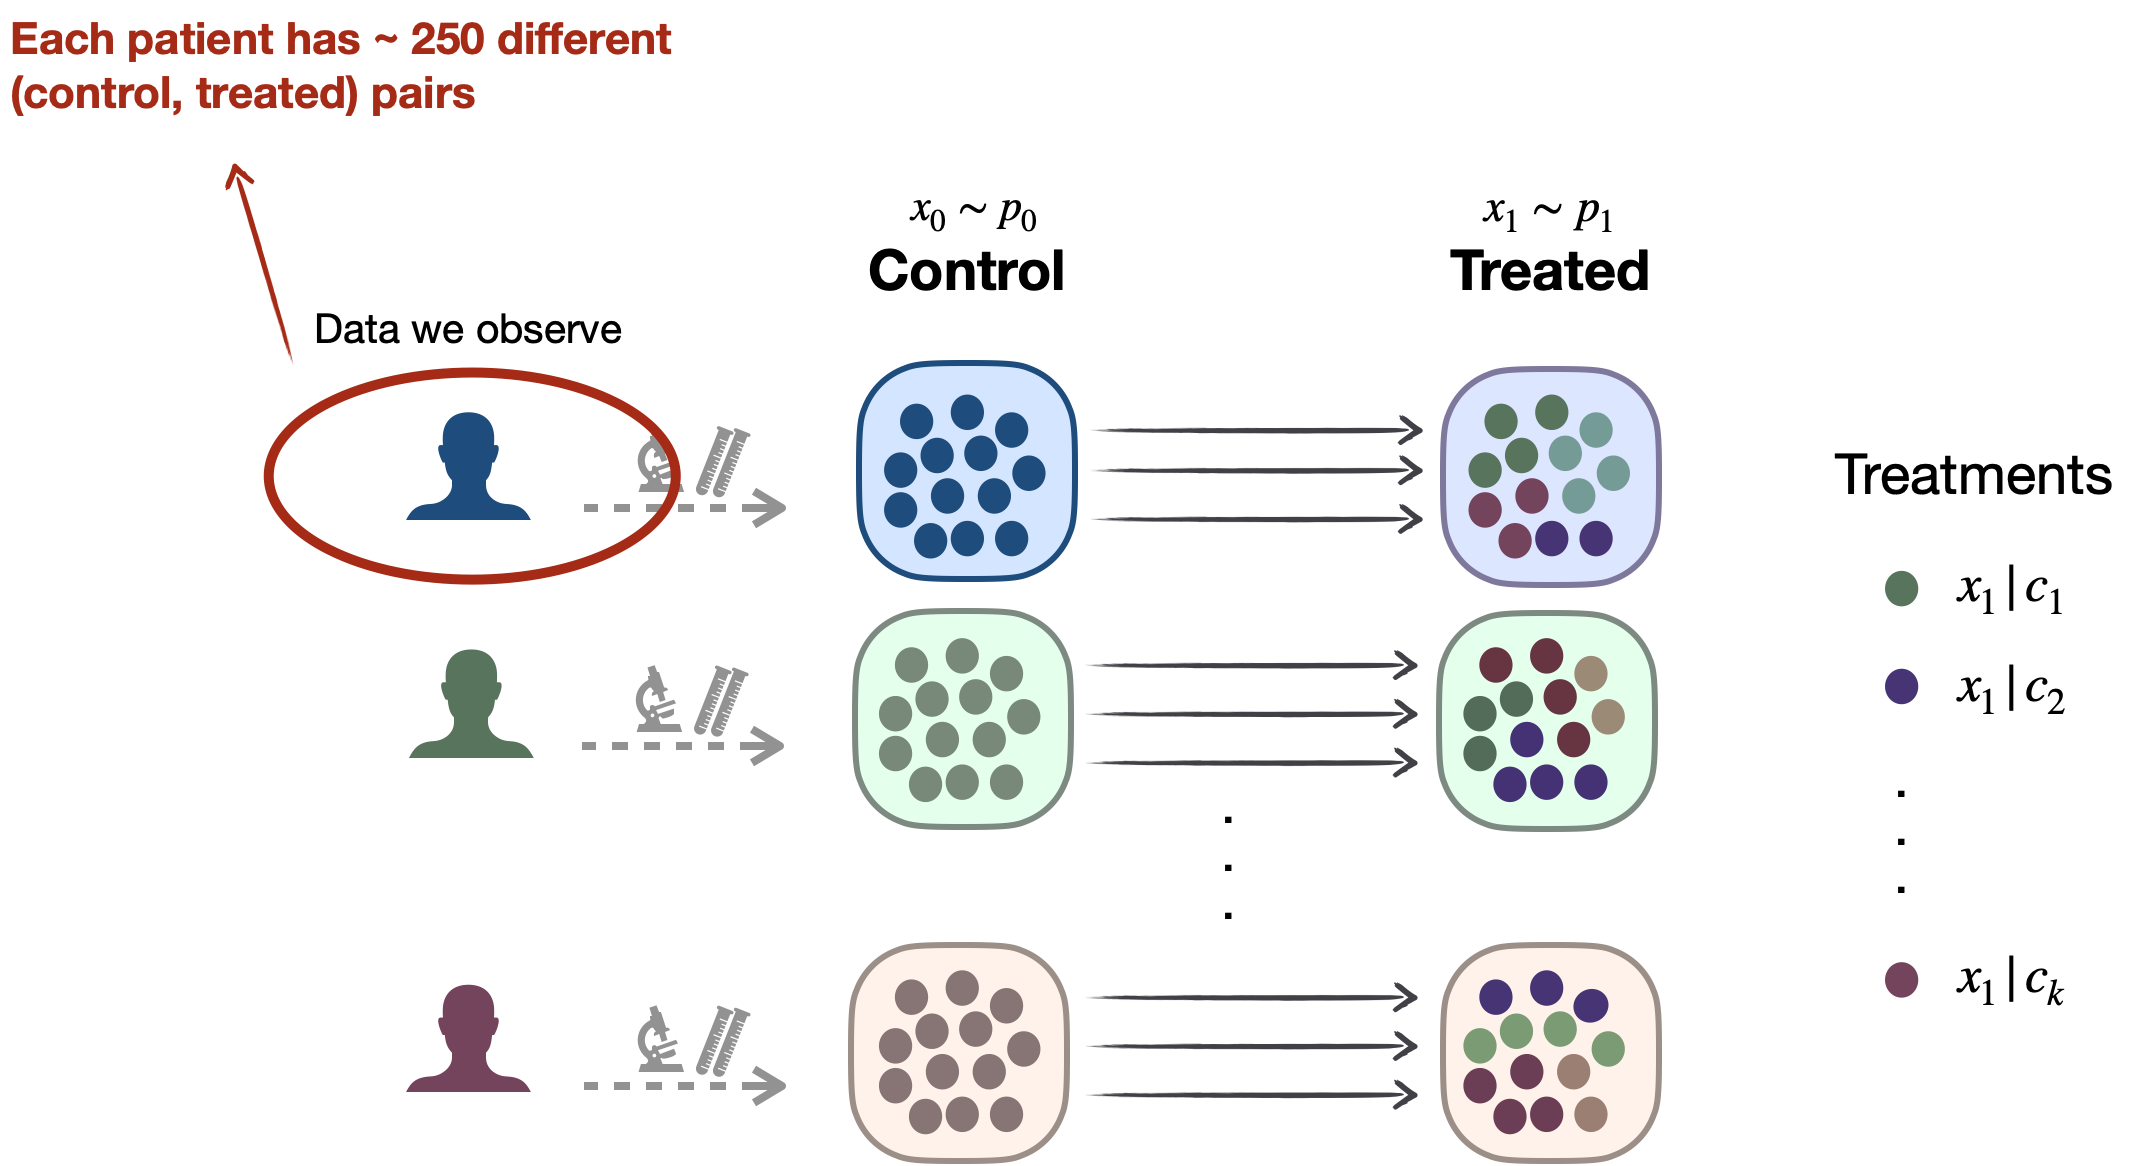 Each patient has ~ 250 different
(control, treated) pairs
x₀ ~ p₀
x₁ ~ p₁
Control
Treated
Data we observe
Treatments
x₁ | c₁
x₁ | c₂
.
.
.
.
.
.
x₁ | cₖ